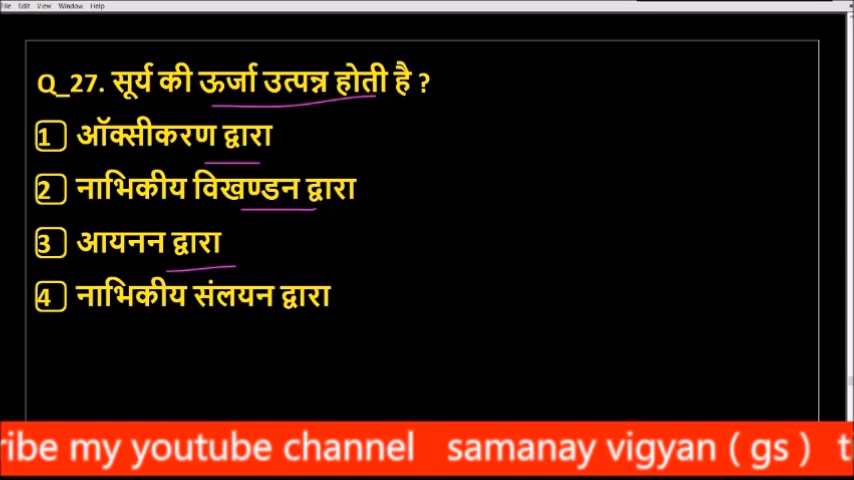 File Edit View Window Help
Q_27. सूर्य की ऊर्जा उत्पन्न होती है ?
1 ऑक्सीकरण द्वारा
2 नाभिकीय विखण्डन द्वारा
3 आयनन द्वारा
4 नाभिकीय संलयन द्वारा
ribe my youtube channel samanay vigyan ( gs ) t